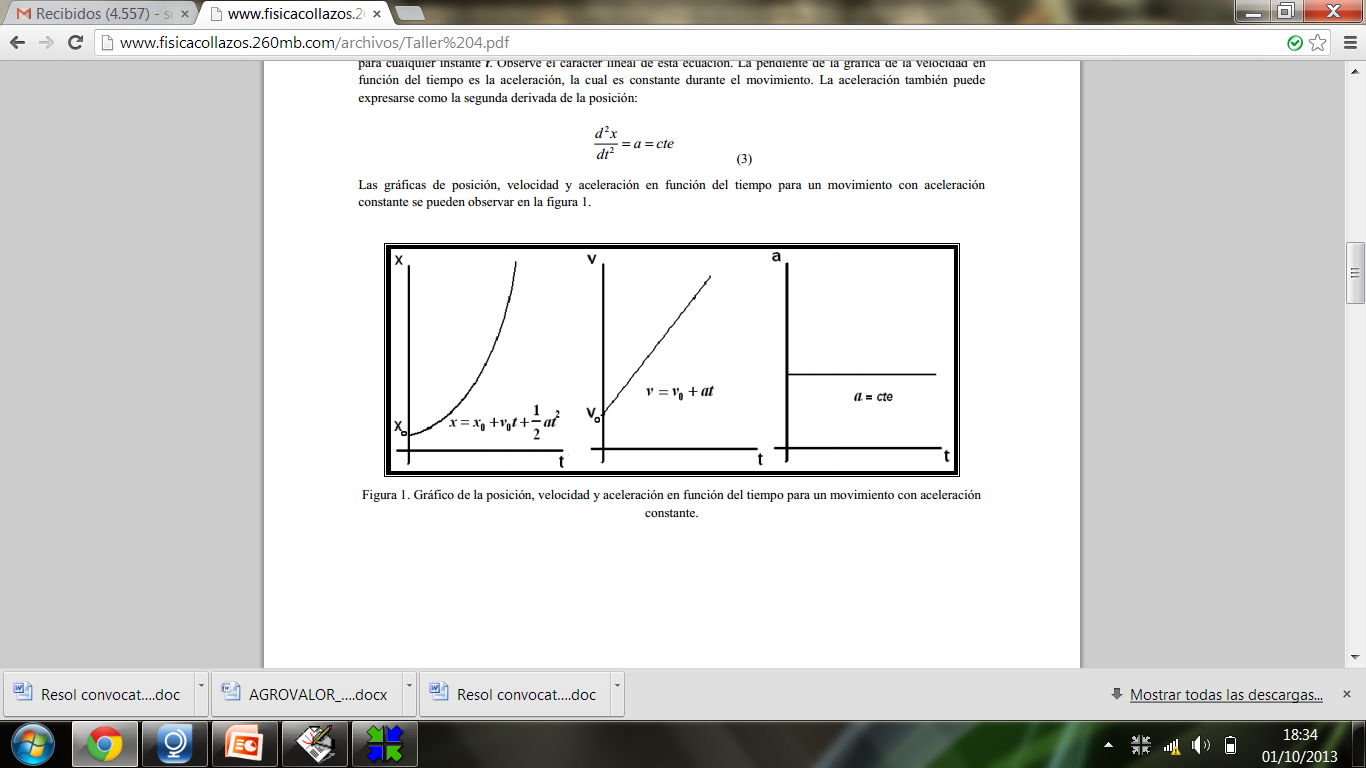 Recibidos (4.557) - se
www.fisicacollazos.26
www.fisicacollazos.260mb.com/archivos/Taller%204.pdf
para cualquier instante t. Observe el carácter lineal de esta ecuación. La pendiente de la gráfica de la velocidad en
función del tiempo es la aceleración, la cual es constante durante el movimiento. La aceleración también puede
expresarse como la segunda derivada de la posición:
d²x/dt² = a = cte (3)
Las gráficas de posición, velocidad y aceleración en función del tiempo para un movimiento con aceleración
constante se pueden observar en la figura 1.
x
x₀
x = x₀ + v₀t + 1/2 at²
t
v
v₀
v = v₀ + at
t
a
a = cte
t
Figura 1. Gráfico de la posición, velocidad y aceleración en función del tiempo para un movimiento con aceleración
constante.
Resol convocat....doc
AGROVALOR_....docx
Resol convocat....doc
Mostrar todas las descargas...
18:34
01/10/2013